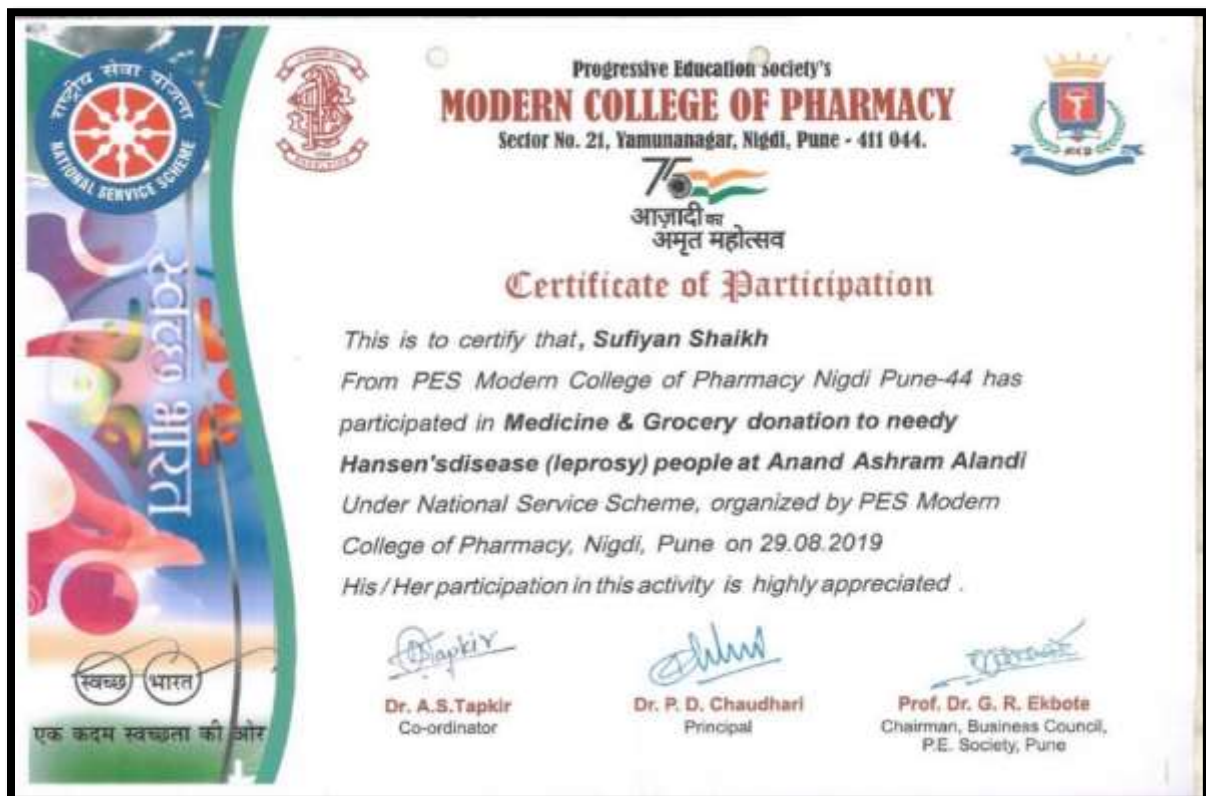 राष्ट्रीय सेवा योजना
NATIONAL SERVICE SCHEME
Progressive Education Society's
MODERN COLLEGE OF PHARMACY
Sector No. 21, Yamunanagar, Nigdi, Pune - 411 044.
MCP
75
आज़ादी का
अमृत महोत्सव
Certificate of Participation
स्वच्छ भारत
This is to certify that, Sufiyan Shaikh
From PES Modern College of Pharmacy Nigdi Pune-44 has
participated in Medicine & Grocery donation to needy
Hansen'sdisease (leprosy) people at Anand Ashram Alandi
Under National Service Scheme, organized by PES Modern
College of Pharmacy, Nigdi, Pune on 29.08.2019
His / Her participation in this activity is highly appreciated .
स्वच्छ भारत
एक कदम स्वच्छता की ओर
Tapkir
Dr. A.S.Tapkir
Co-ordinator
Dr. P. D. Chaudhari
Principal
Prof. Dr. G. R. Ekbote
Chairman, Business Council,
P.E. Society, Pune